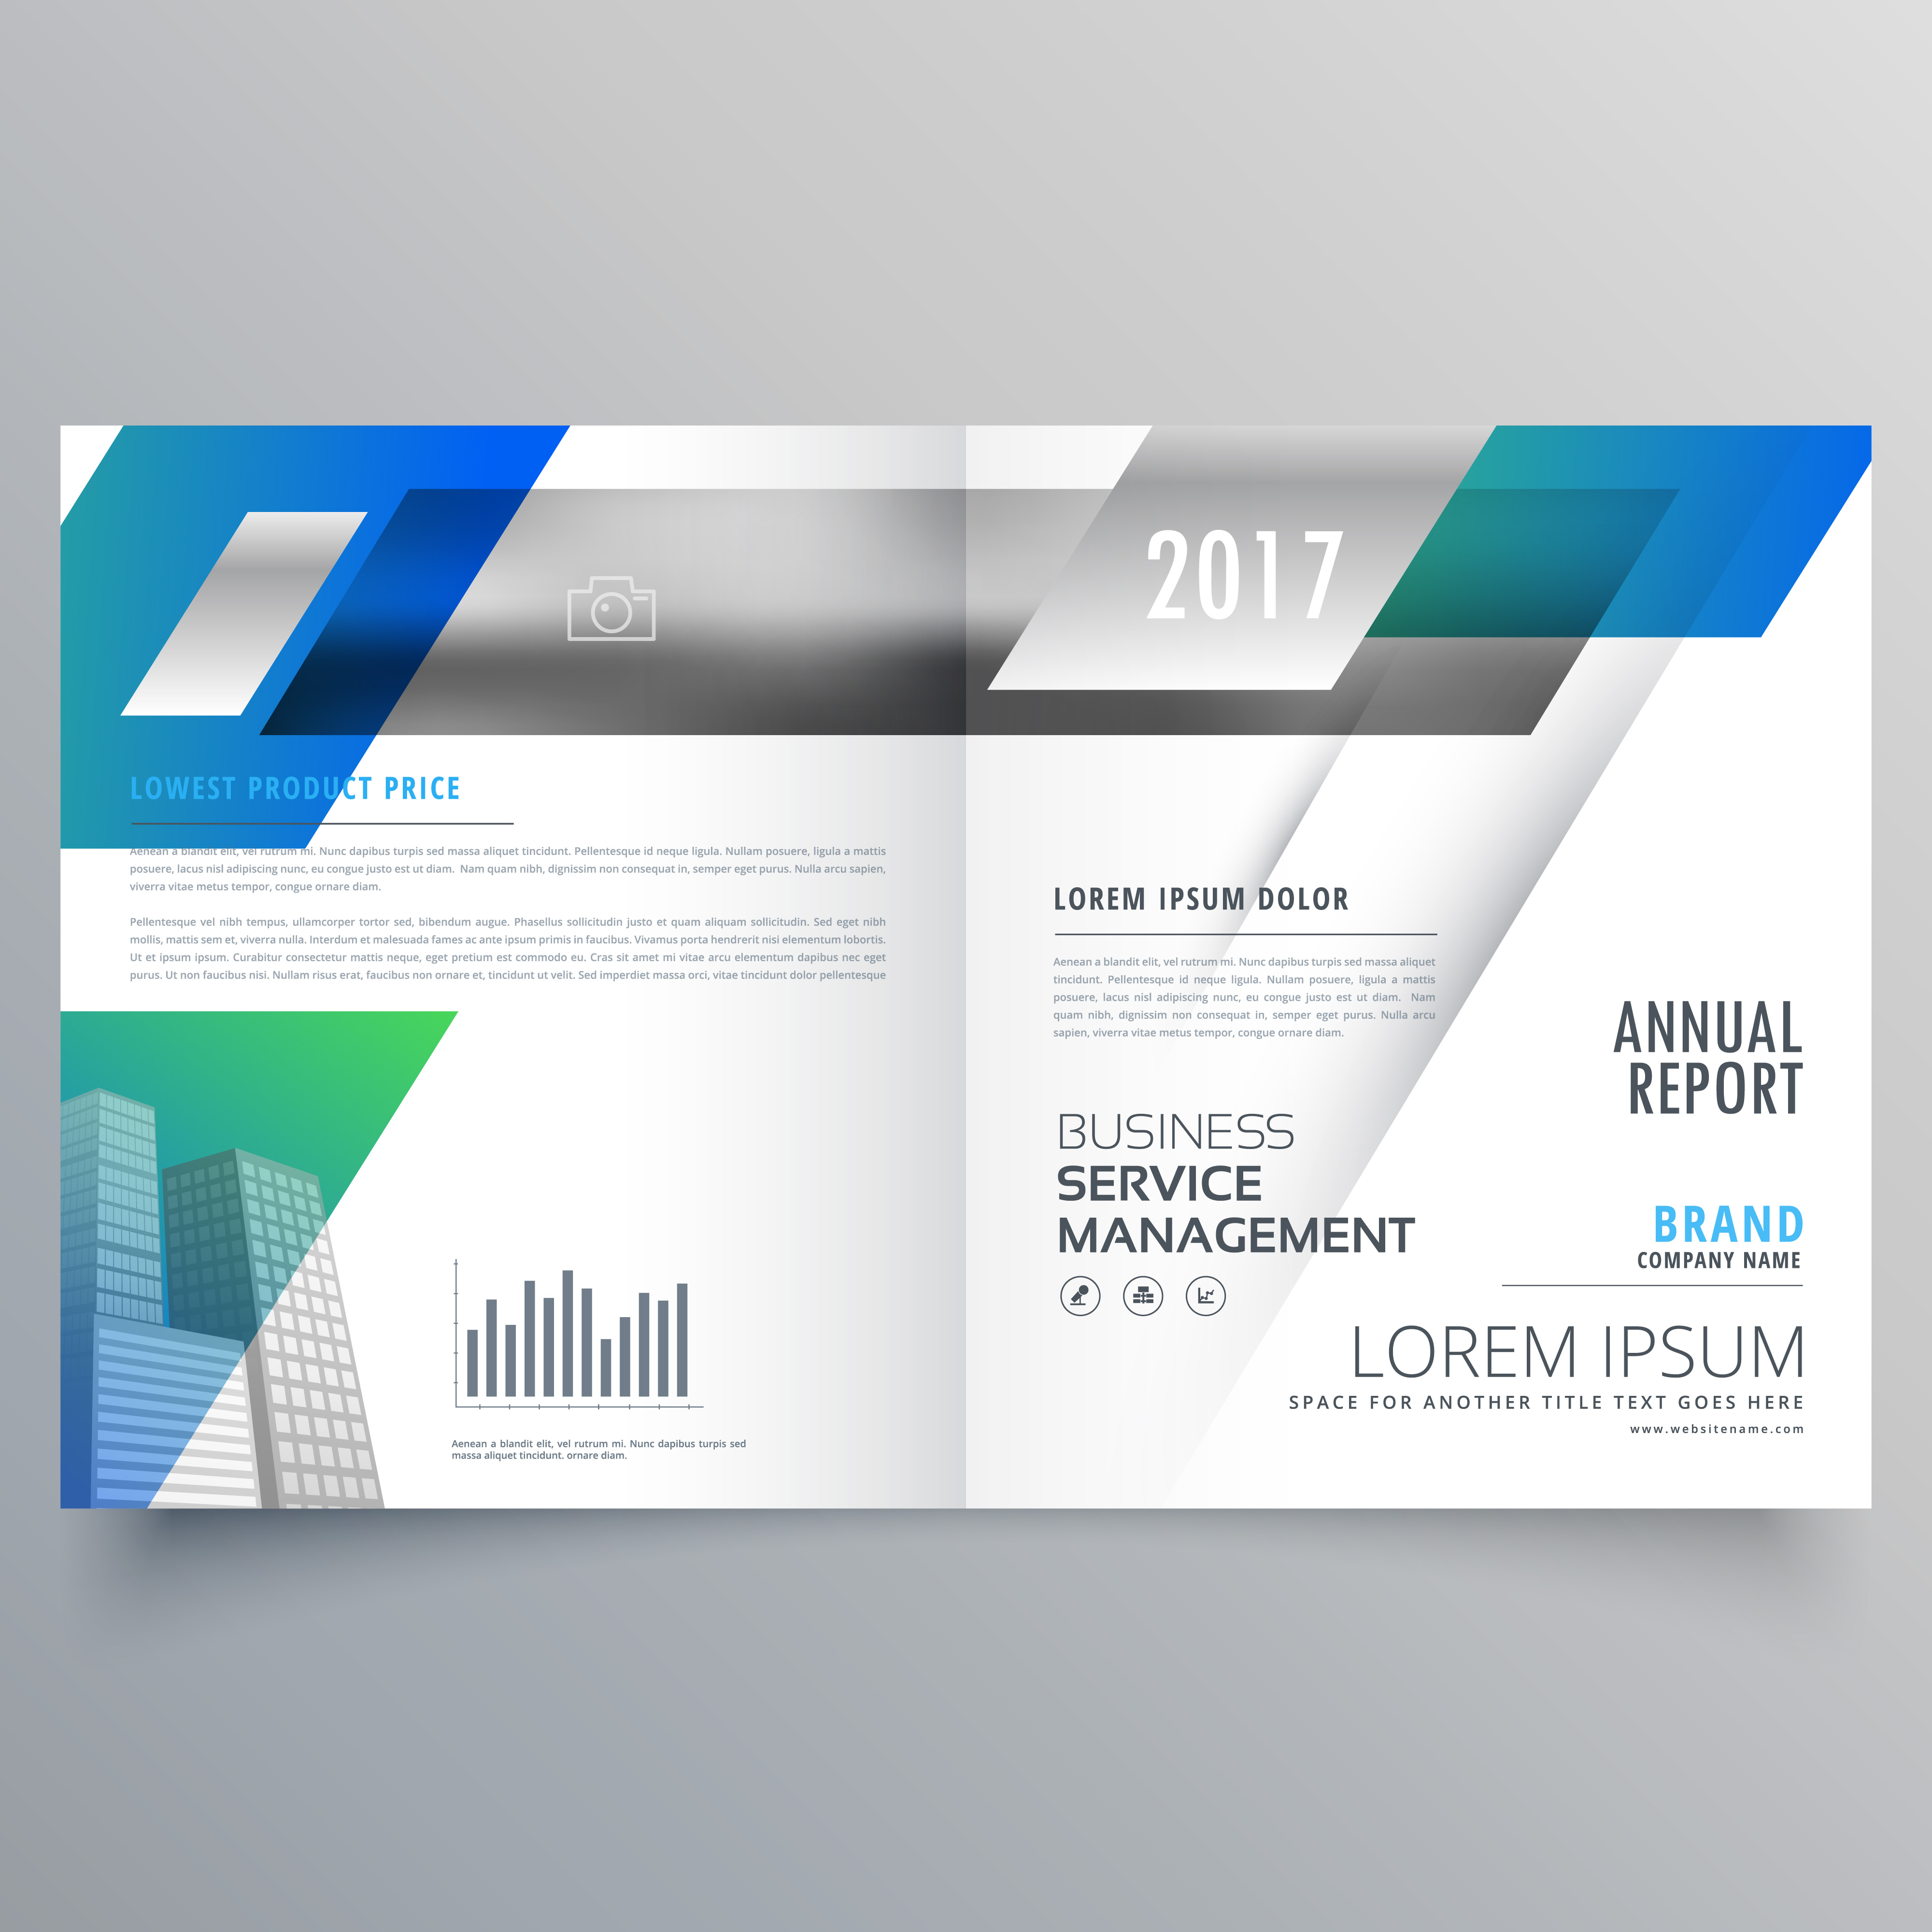 LOWEST PRODUCT PRICE
Aenean a blandit elit, vel rutrum mi. Nunc dapibus turpis sed massa aliquet tincidunt. Pellentesque id neque ligula. Nullam posuere, ligula a mattis
posuere, lacus nisl adipiscing nunc, eu congue justo est ut diam. Nam quam nibh, dignissim non consequat in, semper eget purus. Nulla arcu sapien,
viverra vitae metus tempor, congue ornare diam.
Pellentesque vel nibh tempus, ullamcorper tortor sed, bibendum augue. Phasellus sollicitudin justo et quam aliquam sollicitudin. Sed eget nibh
mollis, mattis sem et, viverra nulla. Interdum et malesuada fames ac ante ipsum primis in faucibus. Vivamus porta hendrerit nisi elementum lobortis.
Ut et ipsum ipsum. Curabitur consectetur mattis neque, eget pretium est commodo eu. Cras sit amet mi vitae arcu elementum dapibus nec eget
purus. Ut non faucibus nisi. Nullam risus erat, faucibus non ornare et, tincidunt ut velit. Sed imperdiet massa orci, vitae tincidunt dolor pellentesque
Aenean a blandit elit, vel rutrum mi. Nunc dapibus turpis sed
massa aliquet tincidunt. ornare diam.
2017
LOREM IPSUM DOLOR
Aenean a blandit elit, vel rutrum mi. Nunc dapibus turpis sed massa aliquet
tincidunt. Pellentesque id neque ligula. Nullam posuere, ligula a mattis
posuere, lacus nisl adipiscing nunc, eu congue justo est ut diam. Nam
quam nibh, dignissim non consequat in, semper eget purus. Nulla arcu
sapien, viverra vitae metus tempor, congue ornare diam.
BUSINESS
SERVICE
MANAGEMENT
ANNUAL
REPORT
BRAND
COMPANY NAME
LOREM IPSUM
SPACE FOR ANOTHER TITLE TEXT GOES HERE
www.websitename.com